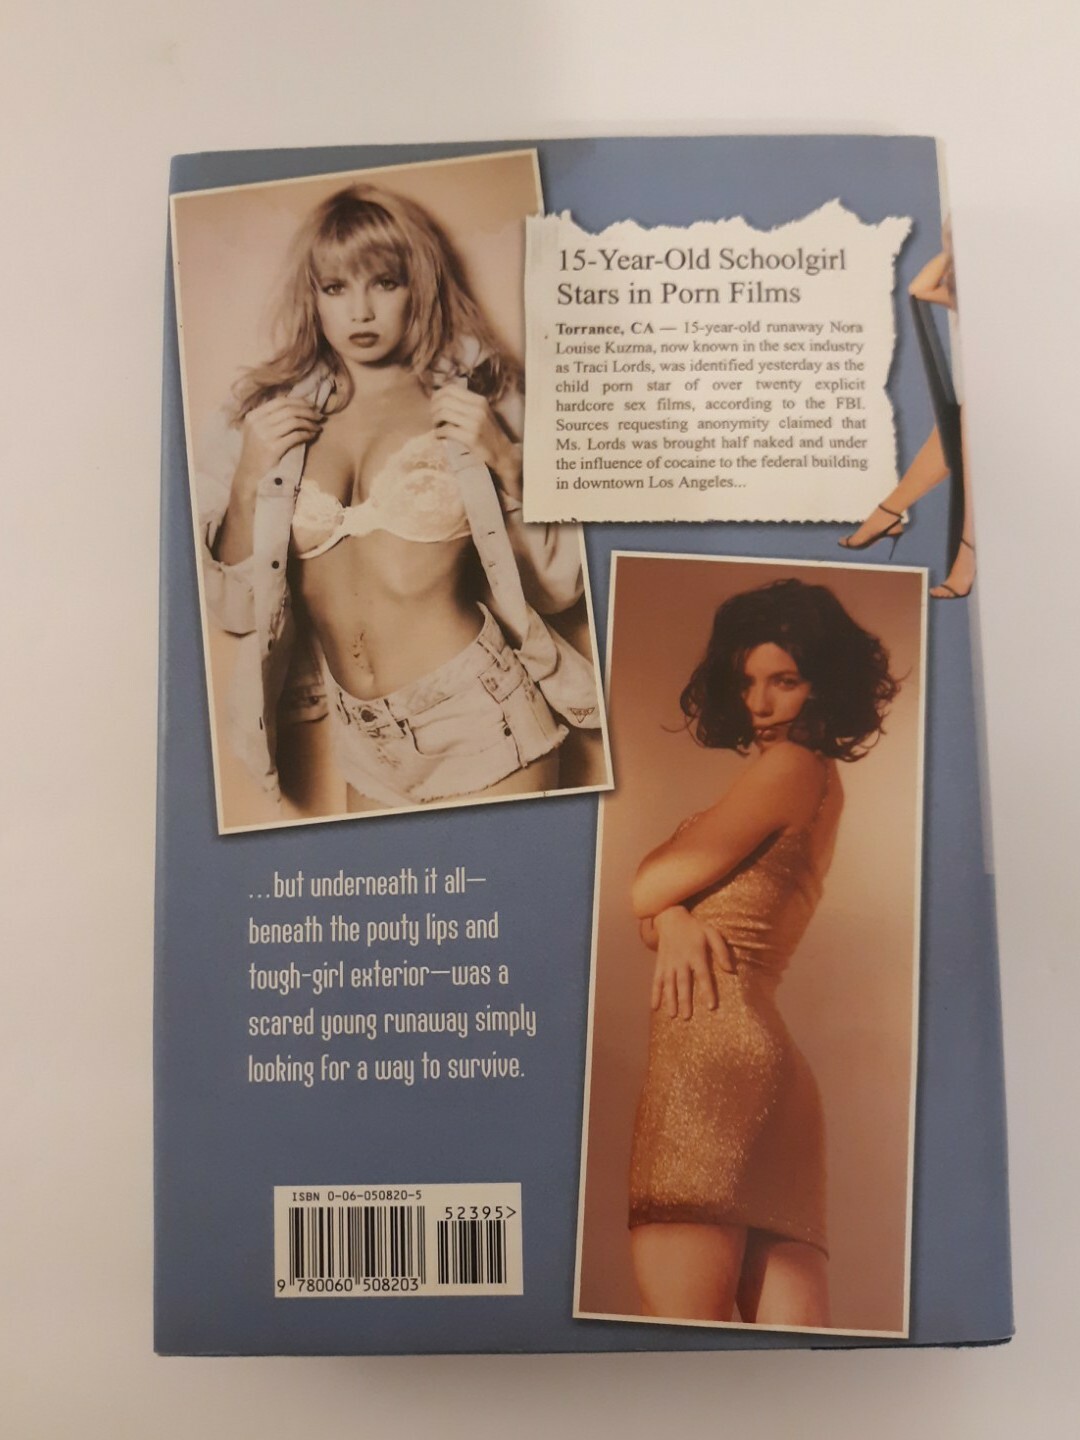 15-Year-Old Schoolgirl
Stars in Porn Films
Torrance, CA — 15-year-old runaway Nora
Louise Kuzma, now known in the sex industry
as Traci Lords, was identified yesterday as the
child porn star of over twenty explicit
hardcore sex films, according to the FBI.
Sources requesting anonymity claimed that
Ms. Lords was brought half naked and under
the influence of cocaine to the federal building
in downtown Los Angeles...
...but underneath it all—
beneath the pouty lips and
tough-girl exterior—was a
scared young runaway simply
looking for a way to survive.
ISBN 0-06-050820-5
52395>
9 780060 508203